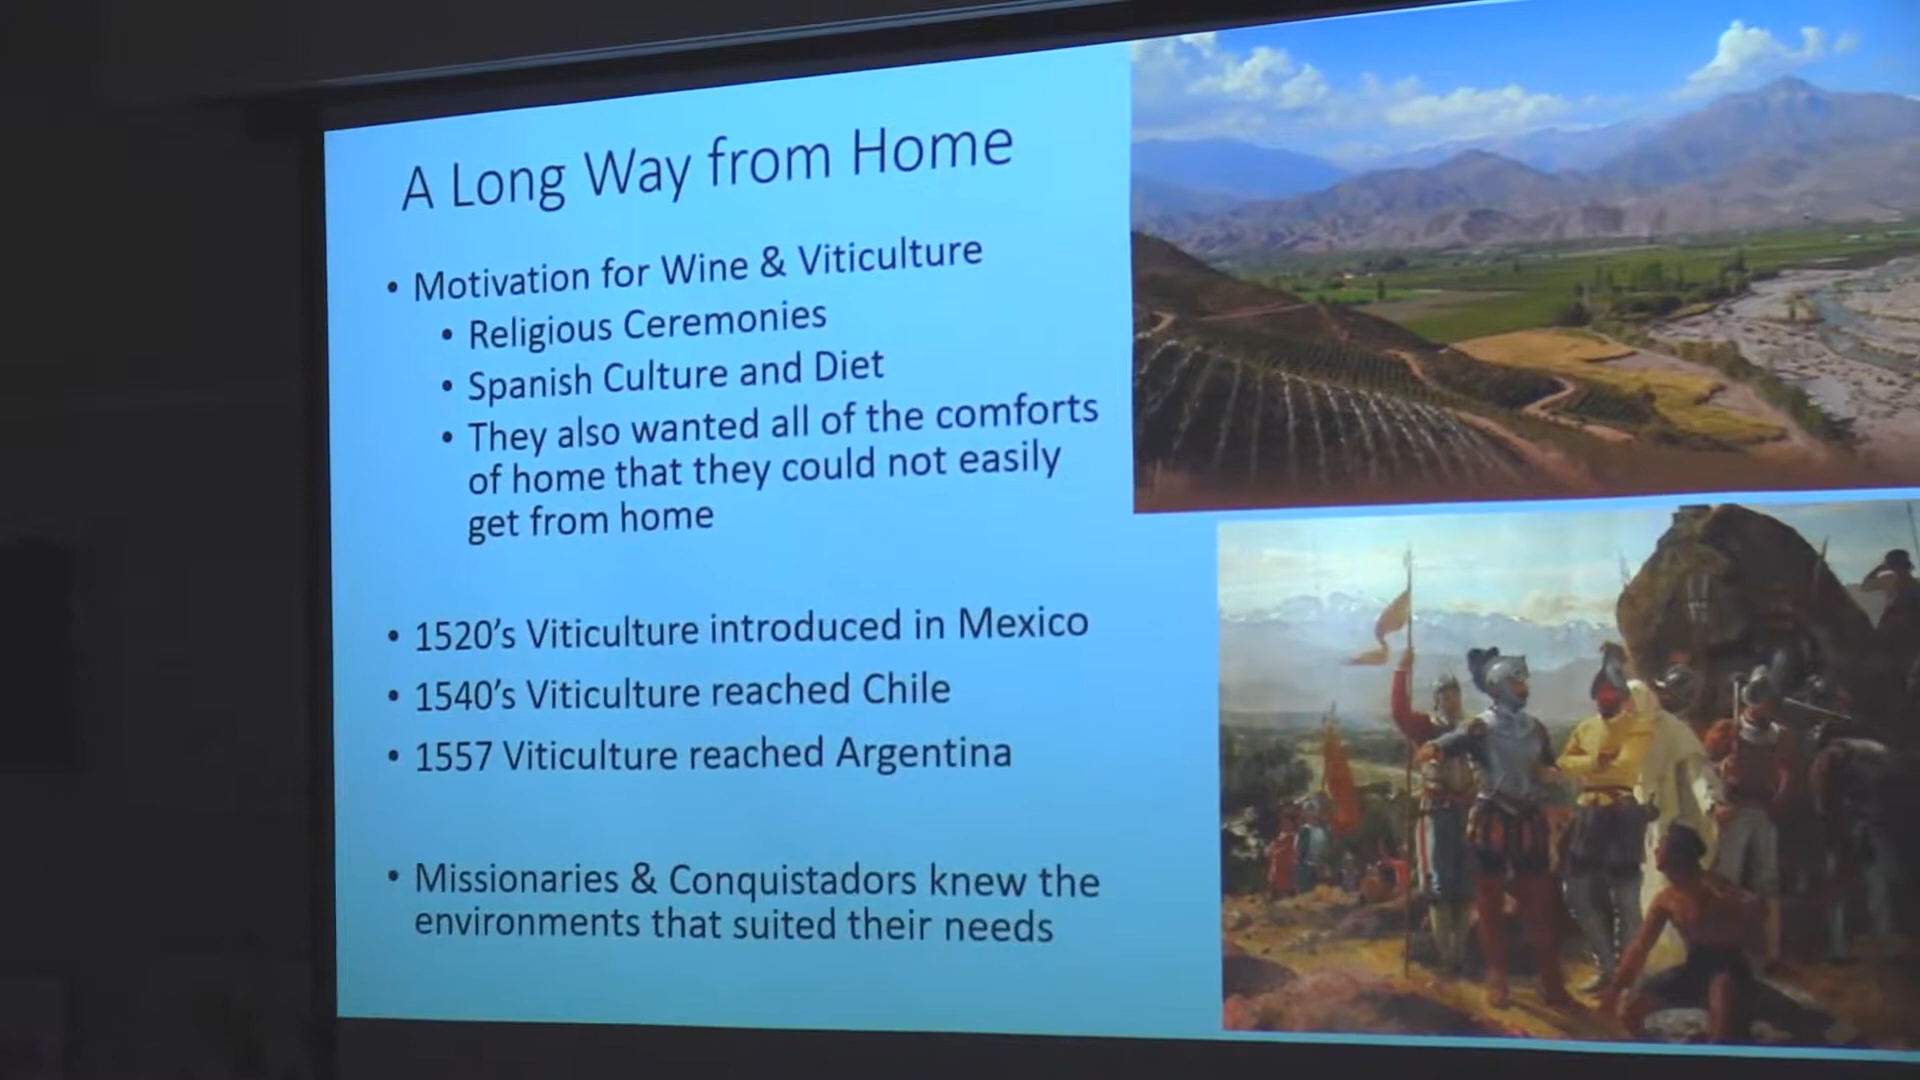 A Long Way from Home
• Motivation for Wine & Viticulture
• Religious Ceremonies
• Spanish Culture and Diet
• They also wanted all of the comforts
of home that they could not easily
get from home
• 1520's Viticulture introduced in Mexico
• 1540's Viticulture reached Chile
• 1557 Viticulture reached Argentina
• Missionaries & Conquistadors knew the
environments that suited their needs